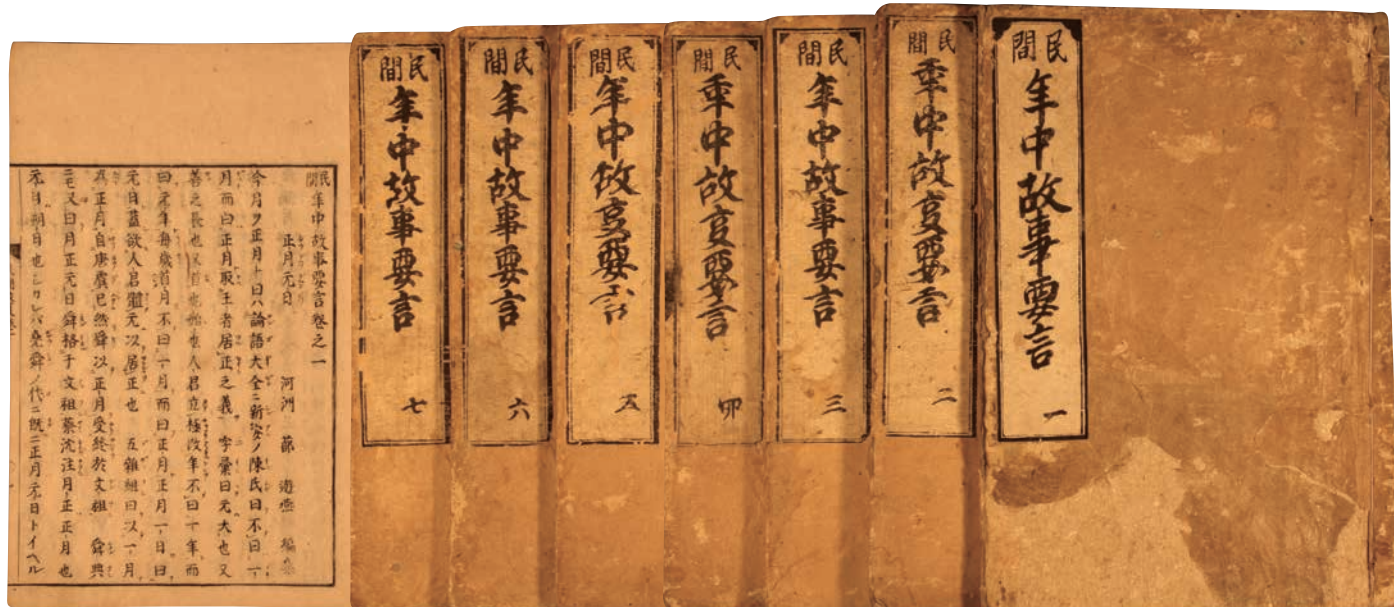 民間
年中故事要言
一
民間
年中故事要言
二
民間
年中故事要言
三
民間
年中故事要言
四
民間
年中故事要言
五
民間
年中故事要言
六
民間
年中故事要言
七
民間年中故事要言卷之一
正月元日 河洲 蔀 遊燕
今月ヲ正月ト曰ハ論語大全ニ新安ノ陳氏曰不曰一
月而曰正月取王者居正之義 字彙曰元大也又
善之長也又首也始也人君立極改年不曰一年而
曰元年毎歳首月不曰一月而曰正月正月一日曰
元日蓋欲人君體元以居正也 五雜組曰以一月
爲正月自唐虞已然舜以正月受終於文祖 舜典
ニモ又曰月正元日舜格于文祖蔡沈注月正正月也
元日朔日也シカレバ堯舜ノ代ニ既ニ正月元日トイヘル